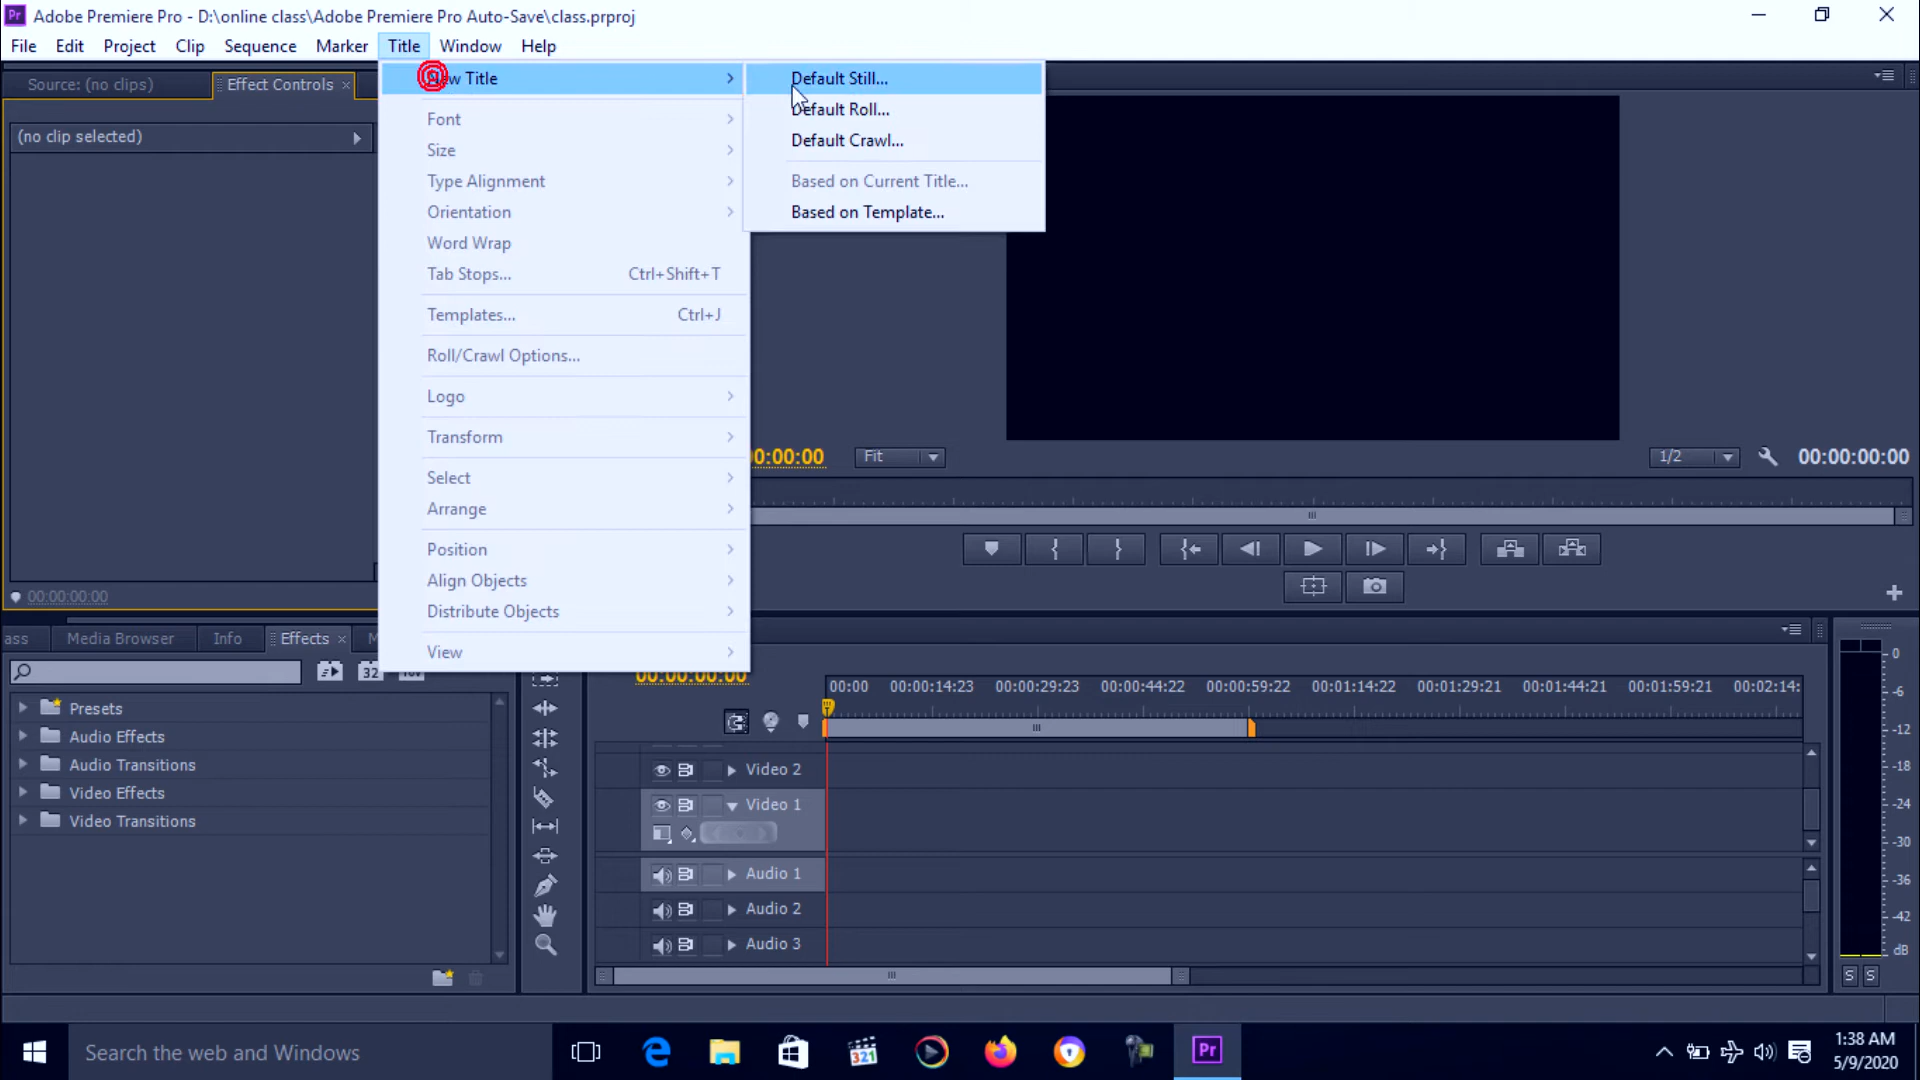 Pr Adobe Premiere Pro - D:\online class\Adobe Premiere Pro Auto-Save\class.prproj
File Edit Project Clip Sequence Marker Title Window Help
Source: (no clips) Effect Controls ×
(no clip selected)
Title
Font
Size
Type Alignment
Orientation
Word Wrap
Tab Stops... Ctrl+Shift+T
Templates... Ctrl+J
Roll/Crawl Options...
Logo
Transform
Select
Arrange
Position
Align Objects
Distribute Objects
View
Default Still...
Default Roll...
Default Crawl...
Based on Current Title...
Based on Template...
00:00:00 Fit 1/2 00:00:00:00
00:00:00:00
Media Browser Info Effects ×
32
Presets
Audio Effects
Audio Transitions
Video Effects
Video Transitions
00:00:00:00
00:00 00:00:14:23 00:00:29:23 00:00:44:22 00:00:59:22 00:01:14:22 00:01:29:21 00:01:44:21 00:01:59:21 00:02:14:
Video 2
Video 1
Audio 1
Audio 2
Audio 3
0
-6
-12
-18
-24
-30
-36
-42
dB
S S
Search the web and Windows
321
Pr
1:38 AM
5/9/2020